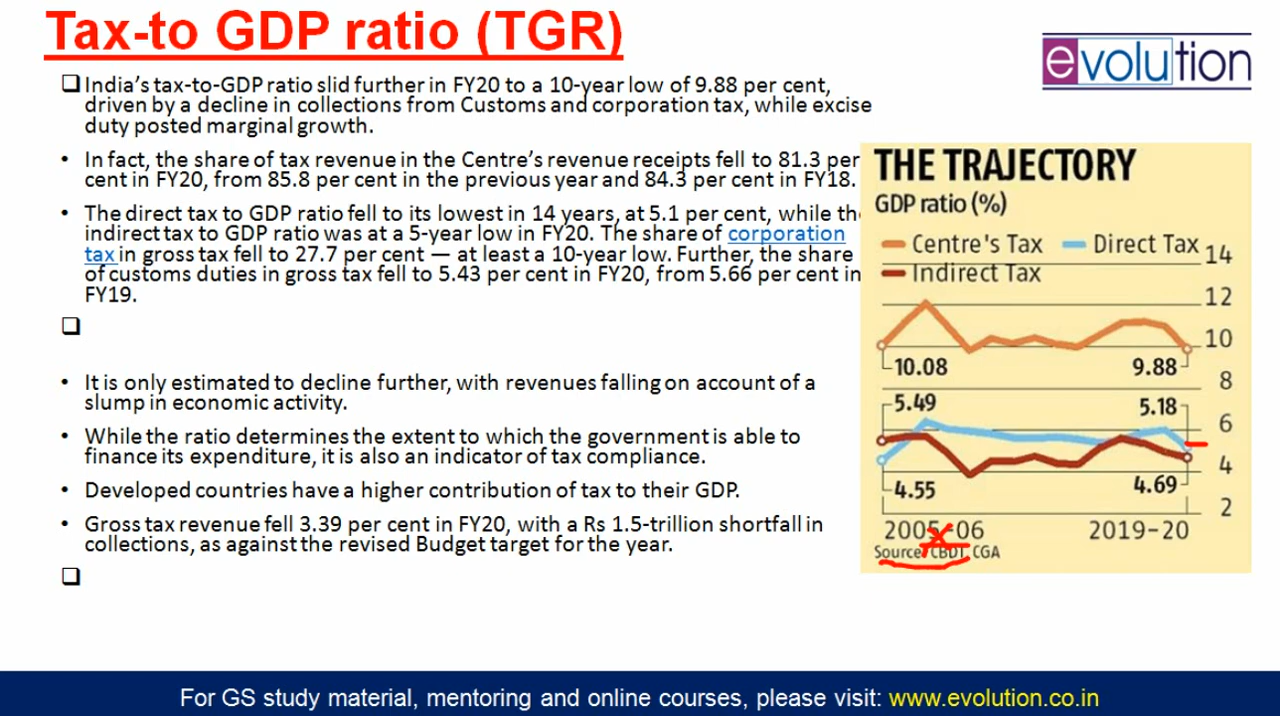 Tax-to GDP ratio (TGR)
evolution
India's tax-to-GDP ratio slid further in FY20 to a 10-year low of 9.88 per cent,
driven by a decline in collections from Customs and corporation tax, while excise
duty posted marginal growth.
• In fact, the share of tax revenue in the Centre's revenue receipts fell to 81.3 per
cent in FY20, from 85.8 per cent in the previous year and 84.3 per cent in FY18.
• The direct tax to GDP ratio fell to its lowest in 14 years, at 5.1 per cent, while the
indirect tax to GDP ratio was at a 5-year low in FY20. The share of corporation
tax in gross tax fell to 27.7 per cent — at least a 10-year low. Further, the share
of customs duties in gross tax fell to 5.43 per cent in FY20, from 5.66 per cent in
FY19.
• It is only estimated to decline further, with revenues falling on account of a
slump in economic activity.
• While the ratio determines the extent to which the government is able to
finance its expenditure, it is also an indicator of tax compliance.
• Developed countries have a higher contribution of tax to their GDP.
• Gross tax revenue fell 3.39 per cent in FY20, with a Rs 1.5-trillion shortfall in
collections, as against the revised Budget target for the year.
THE TRAJECTORY
GDP ratio (%)
Centre's Tax Direct Tax
Indirect Tax
14
12
10
10.08 9.88
8
5.49 5.18
6
4
4.55 4.69
2
2005-06 2019-20
Source: CBDT, CGA
For GS study material, mentoring and online courses, please visit: www.evolution.co.in